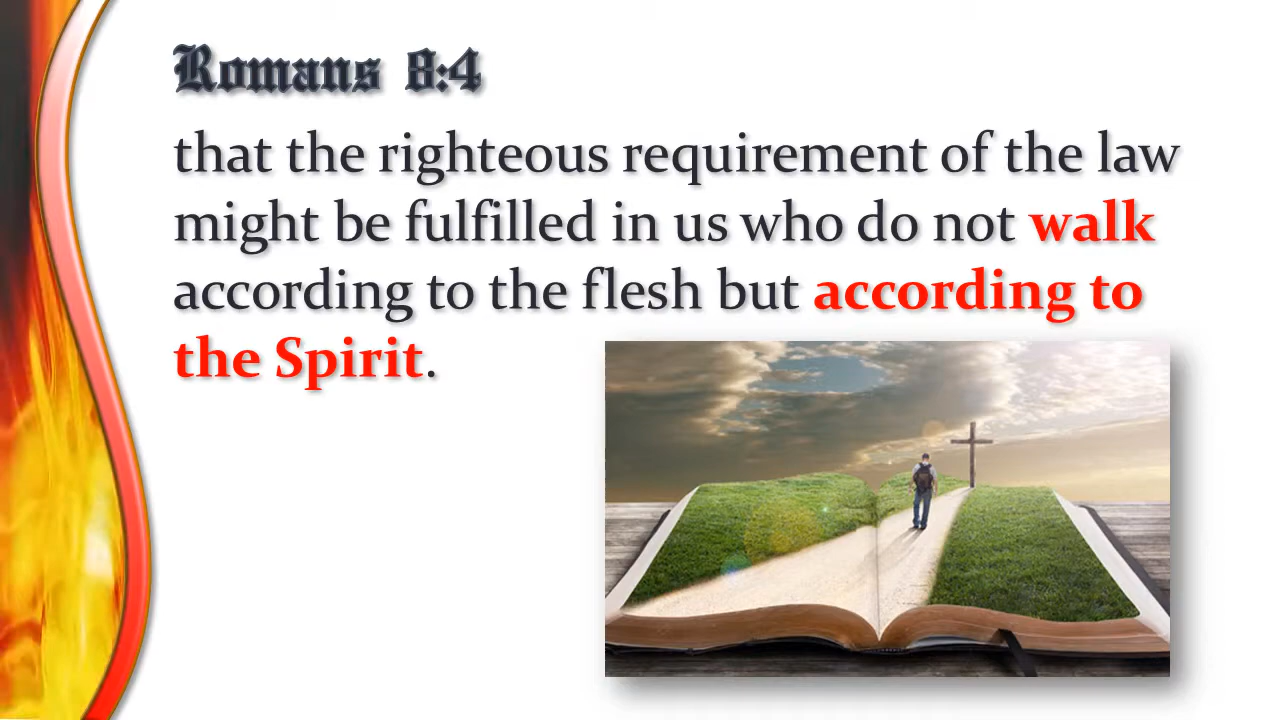 Romans 8:4
that the righteous requirement of the law
might be fulfilled in us who do not walk
according to the flesh but according to
the Spirit.